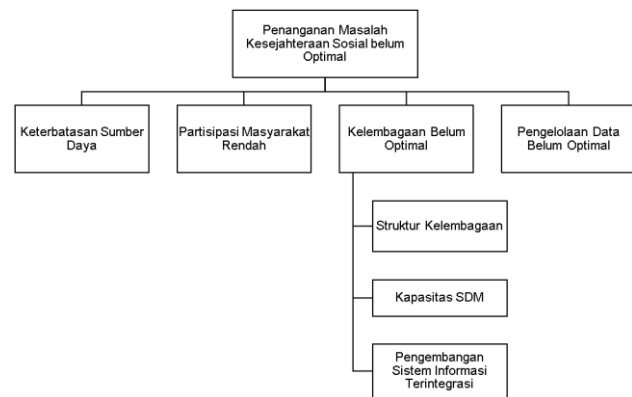 Penanganan Masalah
Kesejahteraan Sosial belum
Optimal
Keterbatasan Sumber
Daya
Partisipasi Masyarakat
Rendah
Kelembagaan Belum
Optimal
Pengelolaan Data
Belum Optimal
Struktur Kelembagaan
Kapasitas SDM
Pengembangan
Sistem Informasi
Terintegrasi